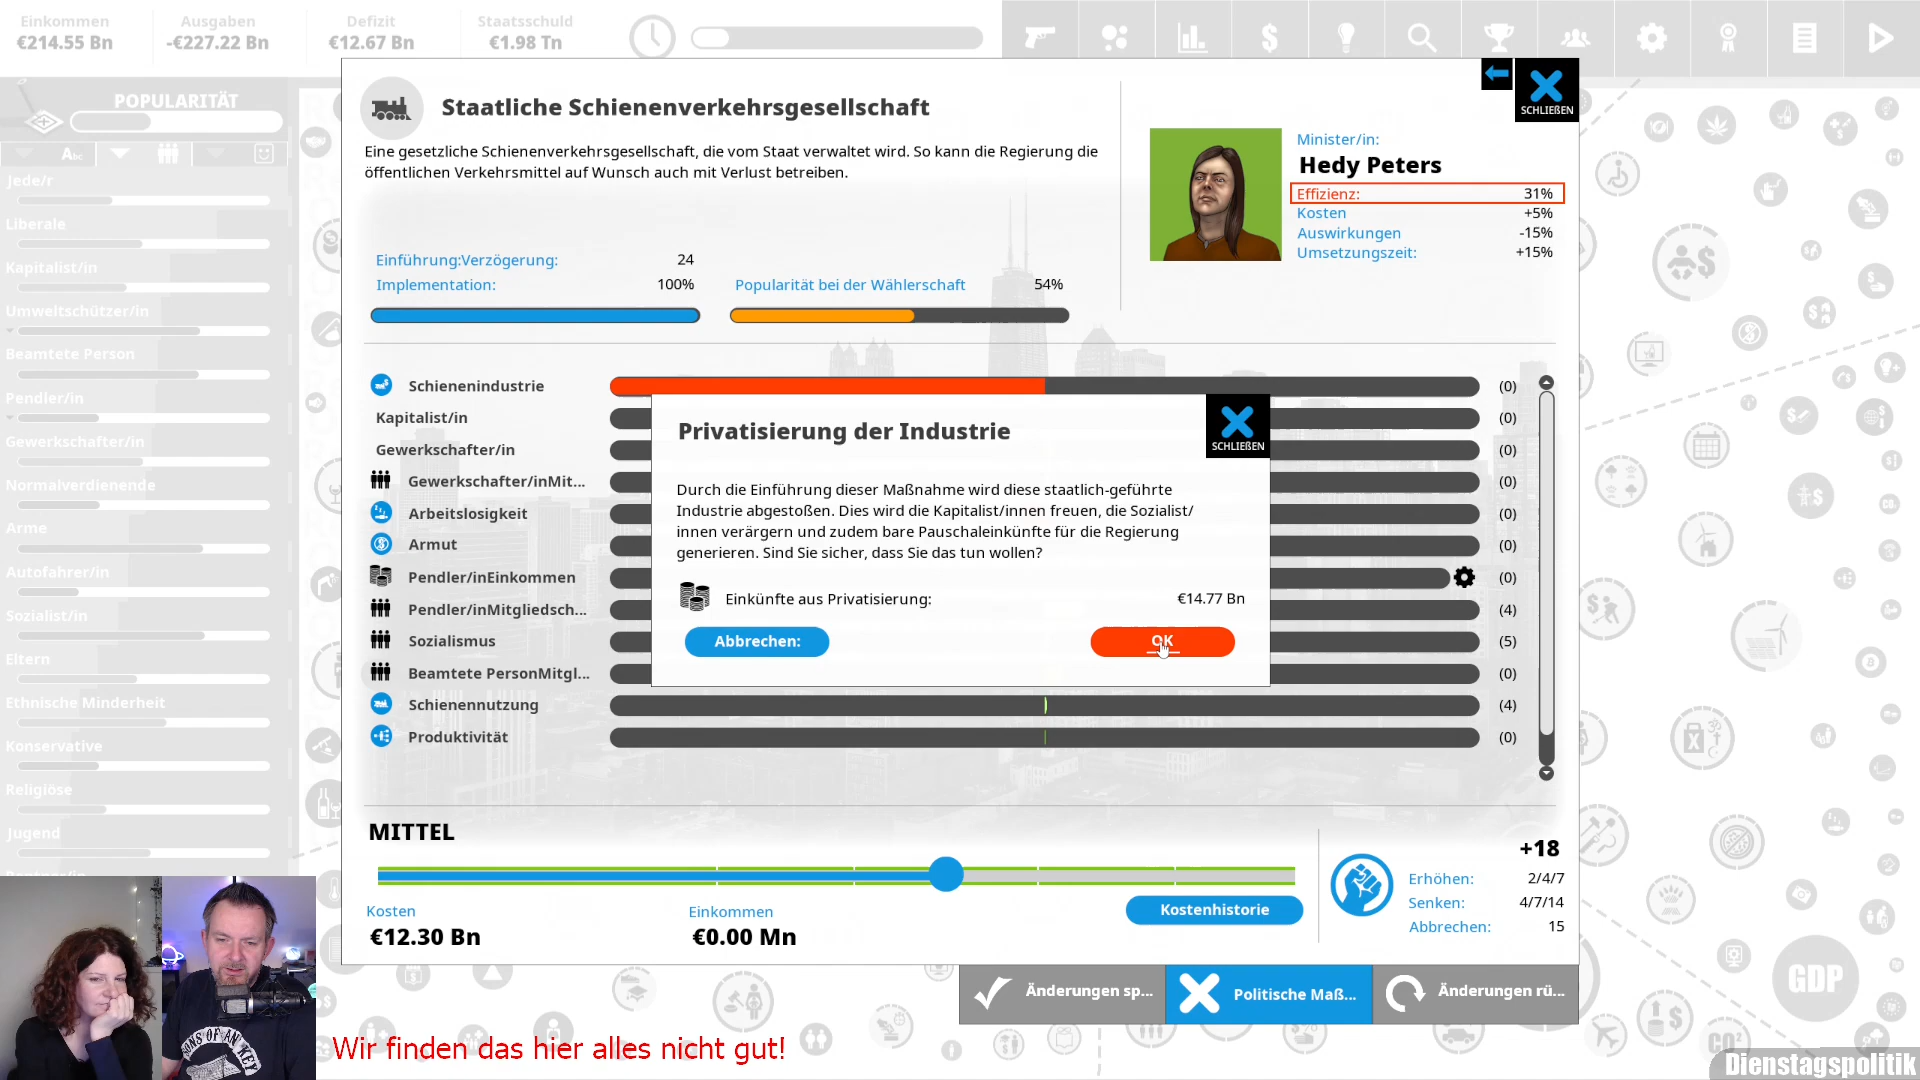 Einkommen
€214.55 Bn
Ausgaben
-€227.22 Bn
Defizit
€12.67 Bn
Staatsschuld
€1.98 Tn
POPULARITÄT
Abc
Jede/r
Liberale
Kapitalist/in
Umweltschützer/in
Beamtete Person
Pendler/in
Gewerkschafter/in
Normalverdienende
Arme
Autofahrer/in
Sozialist/in
Eltern
Ethnische Minderheit
Konservative
Religiöse
Jugend
Staatliche Schienenverkehrsgesellschaft
Eine gesetzliche Schienenverkehrsgesellschaft, die vom Staat verwaltet wird. So kann die Regierung die
öffentlichen Verkehrsmittel auf Wunsch auch mit Verlust betreiben.
SCHLIEßEN
Minister/in:
Hedy Peters
Effizienz: 31%
Kosten +5%
Auswirkungen -15%
Umsetzungszeit: +15%
Einführung:Verzögerung: 24
Implementation: 100%
Popularität bei der Wählerschaft 54%
Schienenindustrie (0)
Kapitalist/in (0)
Gewerkschafter/in (0)
Gewerkschafter/inMit... (0)
Arbeitslosigkeit (0)
Armut (0)
Pendler/inEinkommen (0)
Pendler/inMitgliedsch... (4)
Sozialismus (5)
Beamtete PersonMitgl... (0)
Schienennutzung (4)
Produktivität (0)
Privatisierung der Industrie
SCHLIEßEN
Durch die Einführung dieser Maßnahme wird diese staatlich-geführte
Industrie abgestoßen. Dies wird die Kapitalist/innen freuen, die Sozialist/
innen verärgern und zudem bare Pauschaleinkünfte für die Regierung
generieren. Sind Sie sicher, dass Sie das tun wollen?
Einkünfte aus Privatisierung: €14.77 Bn
Abbrechen:
OK
MITTEL
Kosten
€12.30 Bn
Einkommen
€0.00 Mn
Kostenhistorie
+18
Erhöhen: 2/4/7
Senken: 4/7/14
Abbrechen: 15
Änderungen sp...
Politische Maß...
Änderungen rü...
GDP
CO²
Wir finden das hier alles nicht gut!
Dienstagspolitik